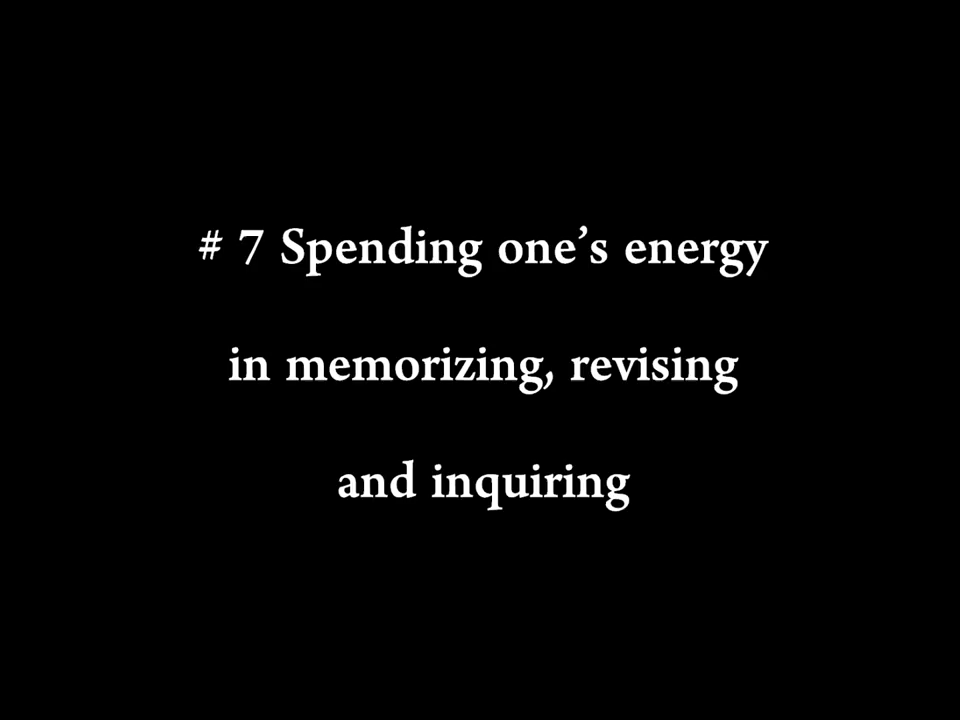 # 7 Spending one’s energy
in memorizing, revising
and inquiring